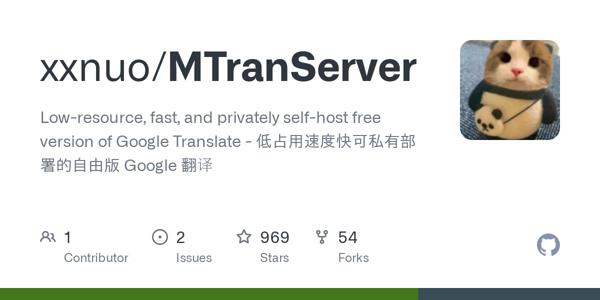 xxnuo/MTranServer
Low-resource, fast, and privately self-host free
version of Google Translate - 低占用速度快可私有部
署的自由版 Google 翻译
1
Contributor
2
Issues
969
Stars
54
Forks